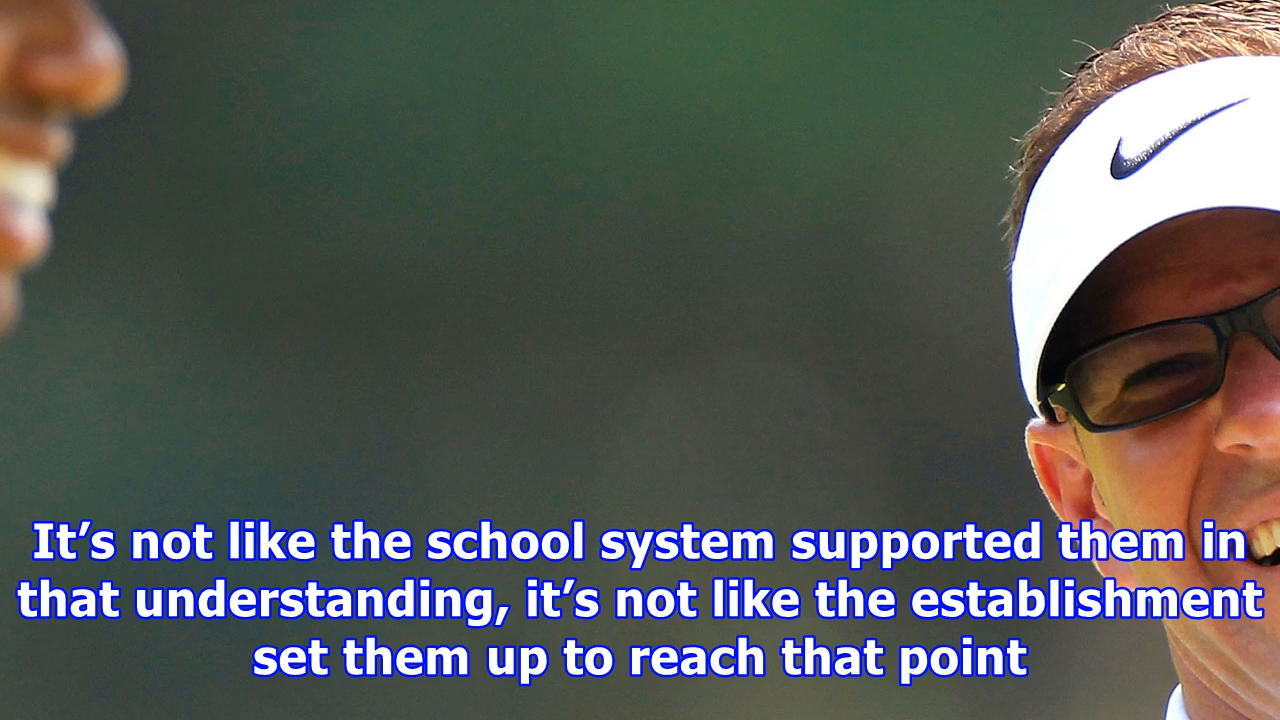 It’s not like the school system supported them in
that understanding, it’s not like the establishment
set them up to reach that point